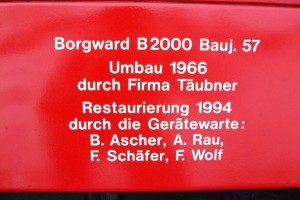 Borgward B2000 Bauj. 57
Umbau 1966
durch Firma Täubner
Restaurierung 1994
durch die Gerätewarte:
B. Ascher, A. Rau,
F. Schäfer, F. Wolf